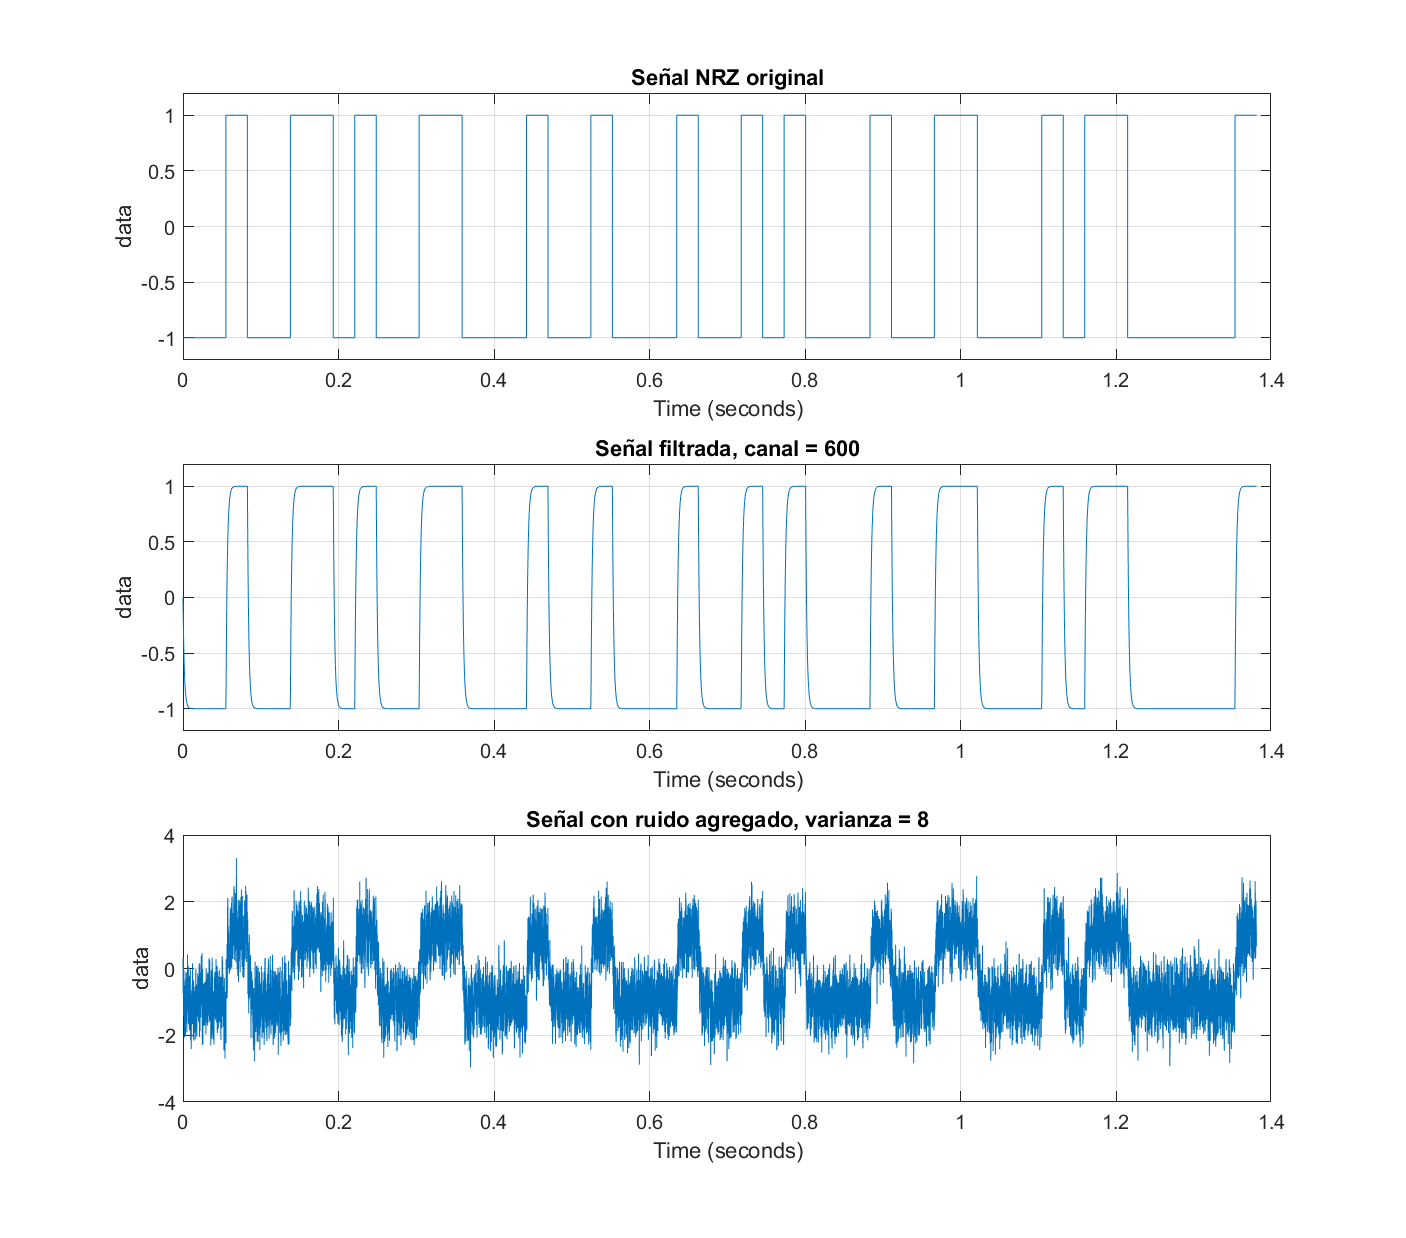 Señal NRZ original
1
0.5
0
-0.5
-1
data
0 0.2 0.4 0.6 0.8 1 1.2 1.4
Time (seconds)
Señal filtrada, canal = 600
1
0.5
0
-0.5
-1
data
0 0.2 0.4 0.6 0.8 1 1.2 1.4
Time (seconds)
Señal con ruido agregado, varianza = 8
4
2
0
-2
-4
data
0 0.2 0.4 0.6 0.8 1 1.2 1.4
Time (seconds)